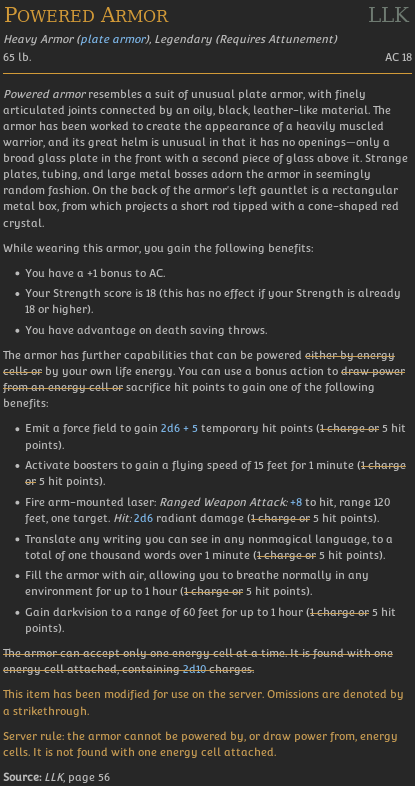 Powered Armor LLK
Heavy Armor (plate armor), Legendary (Requires Attunement)
65 lb. AC 18
Powered armor resembles a suit of unusual plate armor, with finely
articulated joints connected by an oily, black, leather-like material. The
armor has been worked to create the appearance of a heavily muscled
warrior, and its great helm is unusual in that it has no openings—only a
broad glass plate in the front with a second piece of glass above it. Strange
plates, tubing, and large metal bosses adorn the armor in seemingly
random fashion. On the back of the armor's left gauntlet is a rectangular
metal box, from which projects a short rod tipped with a cone-shaped red
crystal.
While wearing this armor, you gain the following benefits:
• You have a +1 bonus to AC.
• Your Strength score is 18 (this has no effect if your Strength is already
18 or higher).
• You have advantage on death saving throws.
The armor has further capabilities that can be powered either by energy
cells or by your own life energy. You can use a bonus action to draw power
from an energy cell or sacrifice hit points to gain one of the following
benefits:
• Emit a force field to gain 2d6 + 5 temporary hit points (1 charge or 5 hit
points).
• Activate boosters to gain a flying speed of 15 feet for 1 minute (1 charge
or 5 hit points).
• Fire arm-mounted laser: Ranged Weapon Attack: +8 to hit, range 120
feet, one target. Hit: 2d6 radiant damage (1 charge or 5 hit points).
• Translate any writing you can see in any nonmagical language, to a
total of one thousand words over 1 minute (1 charge or 5 hit points).
• Fill the armor with air, allowing you to breathe normally in any
environment for up to 1 hour (1 charge or 5 hit points).
• Gain darkvision to a range of 60 feet for up to 1 hour (1 charge or 5 hit
points).
The armor can accept only one energy cell at a time. It is found with one
energy cell attached, containing 2d10 charges.
This item has been modified for use on the server. Omissions are denoted by
a strikethrough.
Server rule: the armor cannot be powered by, or draw power from, energy
cells. It is not found with one energy cell attached.
Source: LLK, page 56